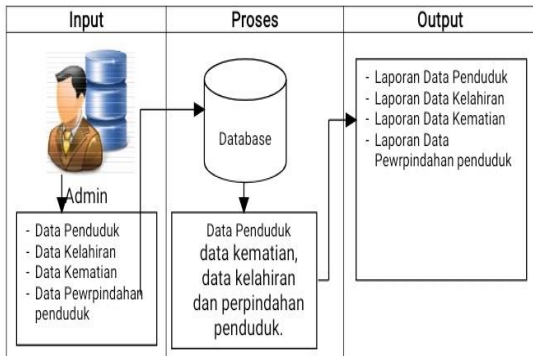 Input
Proses
Output
Admin
- Data Penduduk
- Data Kelahiran
- Data Kematian
- Data Pewrpindahan
penduduk
Database
Data Penduduk
data kematian,
data kelahiran
dan perpindahan
penduduk.
- Laporan Data Penduduk
- Laporan Data Kelahiran
- Laporan Data Kematian
- Laporan Data
Pewrpindahan penduduk